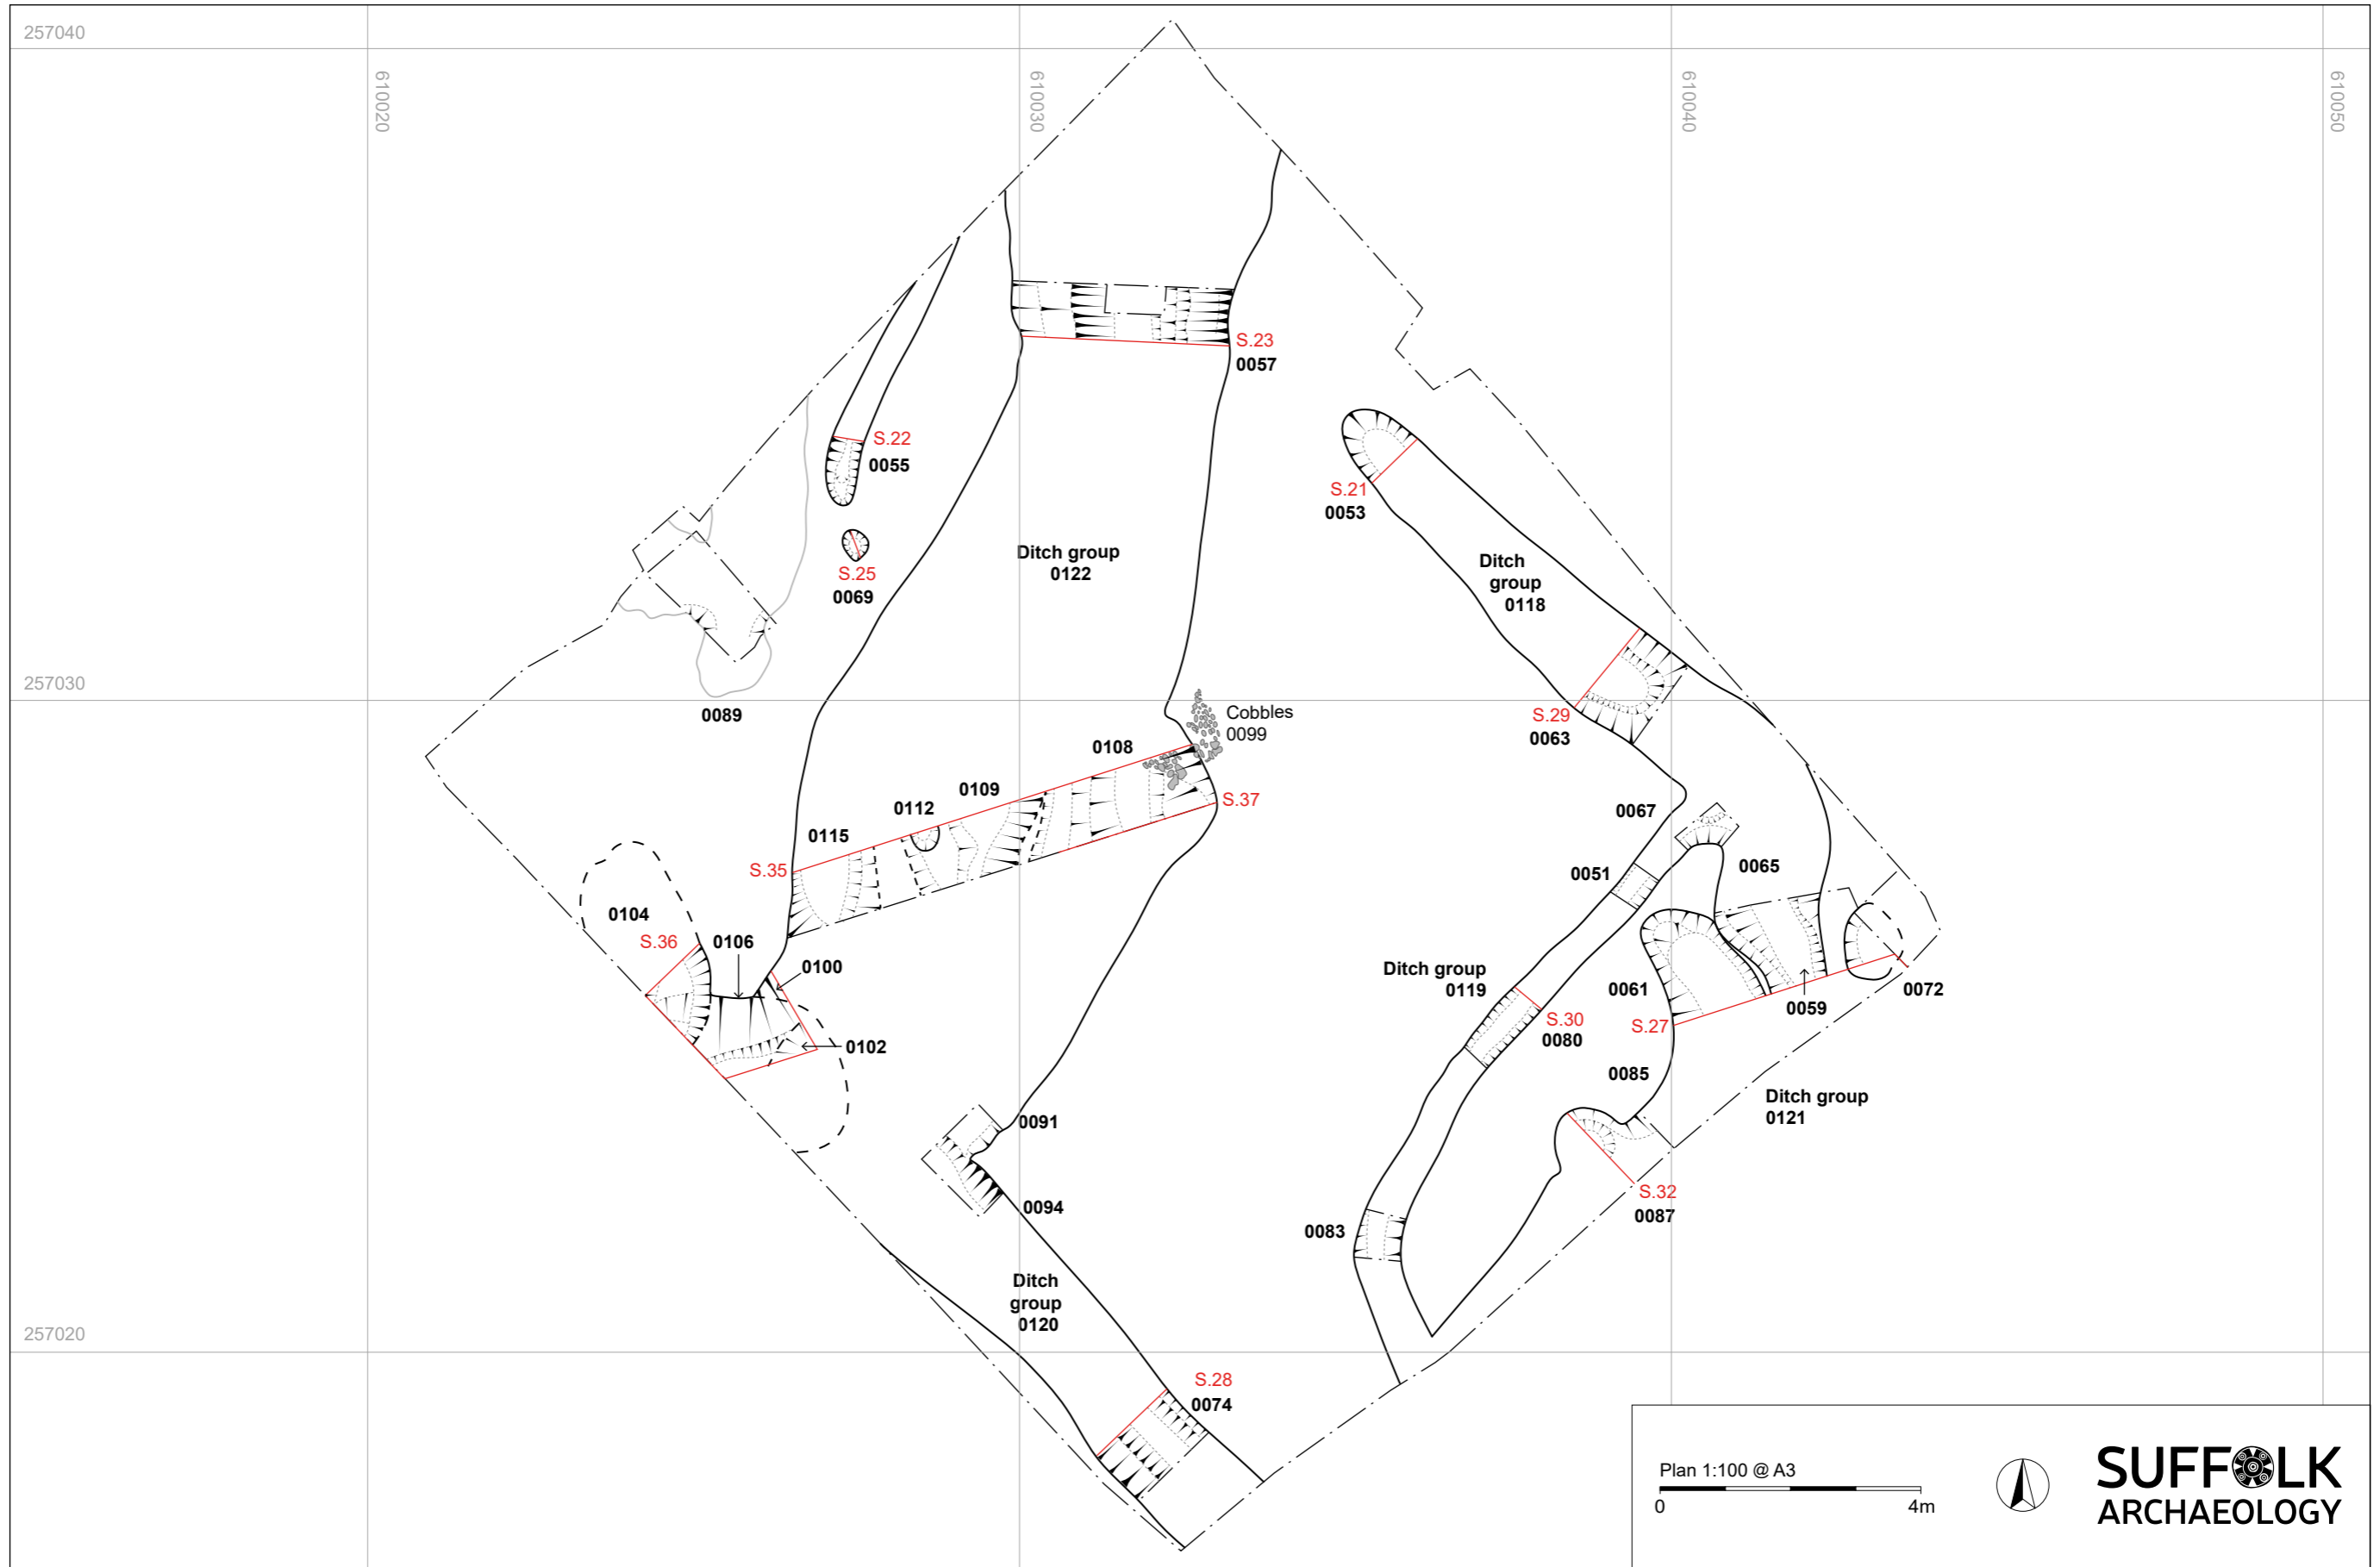 257040
610020
610030
610040
610050
S.23
0057
S.22
0055
S.21
0053
Ditch group
0122
Ditch
group
0118
S.25
0069
257030
0089
Cobbles
0099
S.29
0063
0108
0109
0112
0115
S.37
S.35
0067
0065
0051
0104
S.36
0106
0100
0102
Ditch group
0119
0061
0059
0072
S.27
S.30
0080
0085
Ditch group
0121
0091
0094
S.32
0087
0083
Ditch
group
0120
257020
S.28
0074
Plan 1:100 @ A3
0
4m
SUFFOLK
ARCHAEOLOGY